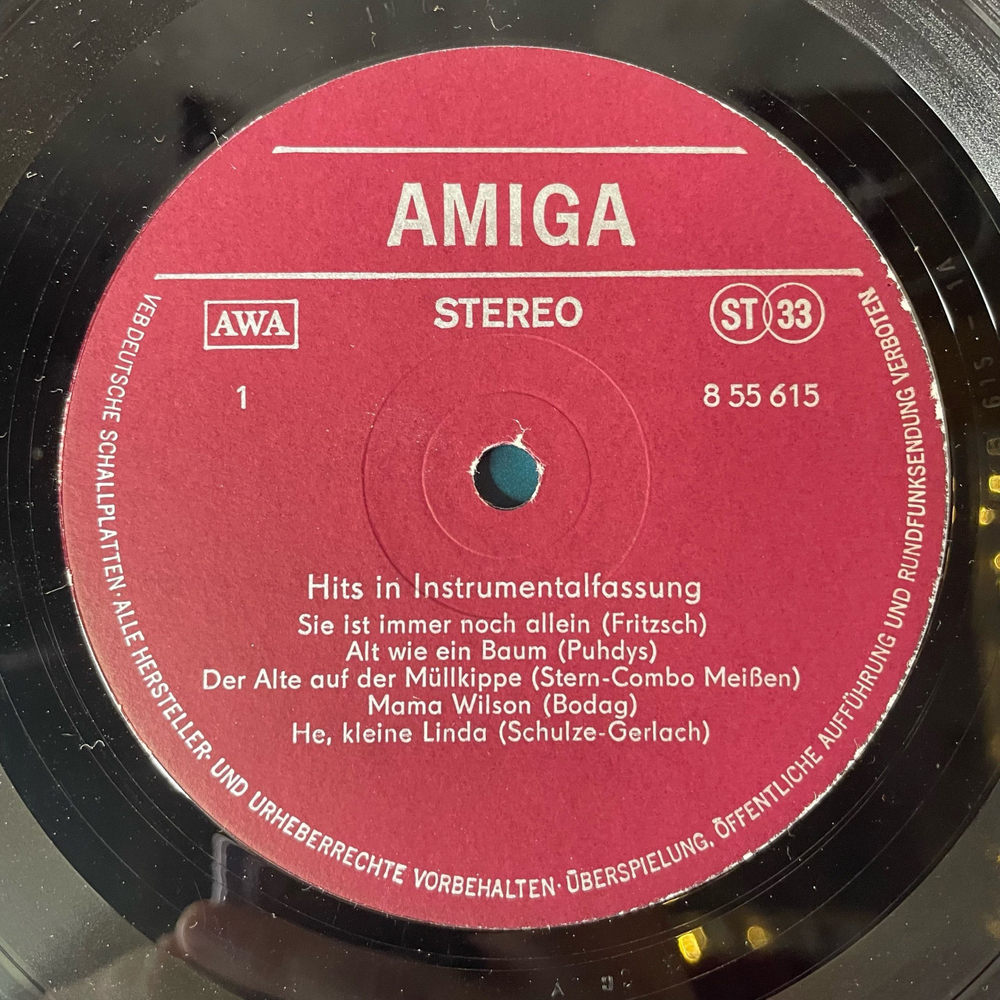 AMIGA
AWA
STEREO
ST 33
1
8 55 615
Hits in Instrumentalfassung
Sie ist immer noch allein (Fritzsch)
Alt wie ein Baum (Puhdys)
Der Alte auf der Müllkippe (Stern-Combo Meißen)
Mama Wilson (Bodag)
He, kleine Linda (Schulze-Gerlach)
VEB DEUTSCHE SCHALLPLATTEN · ALLE HERSTELLER- UND URHEBERRECHTE VORBEHALTEN · ÜBERSPIELUNG, ÖFFENTLICHE AUFFÜHRUNG UND RUNDFUNKSENDUNG VERBOTEN